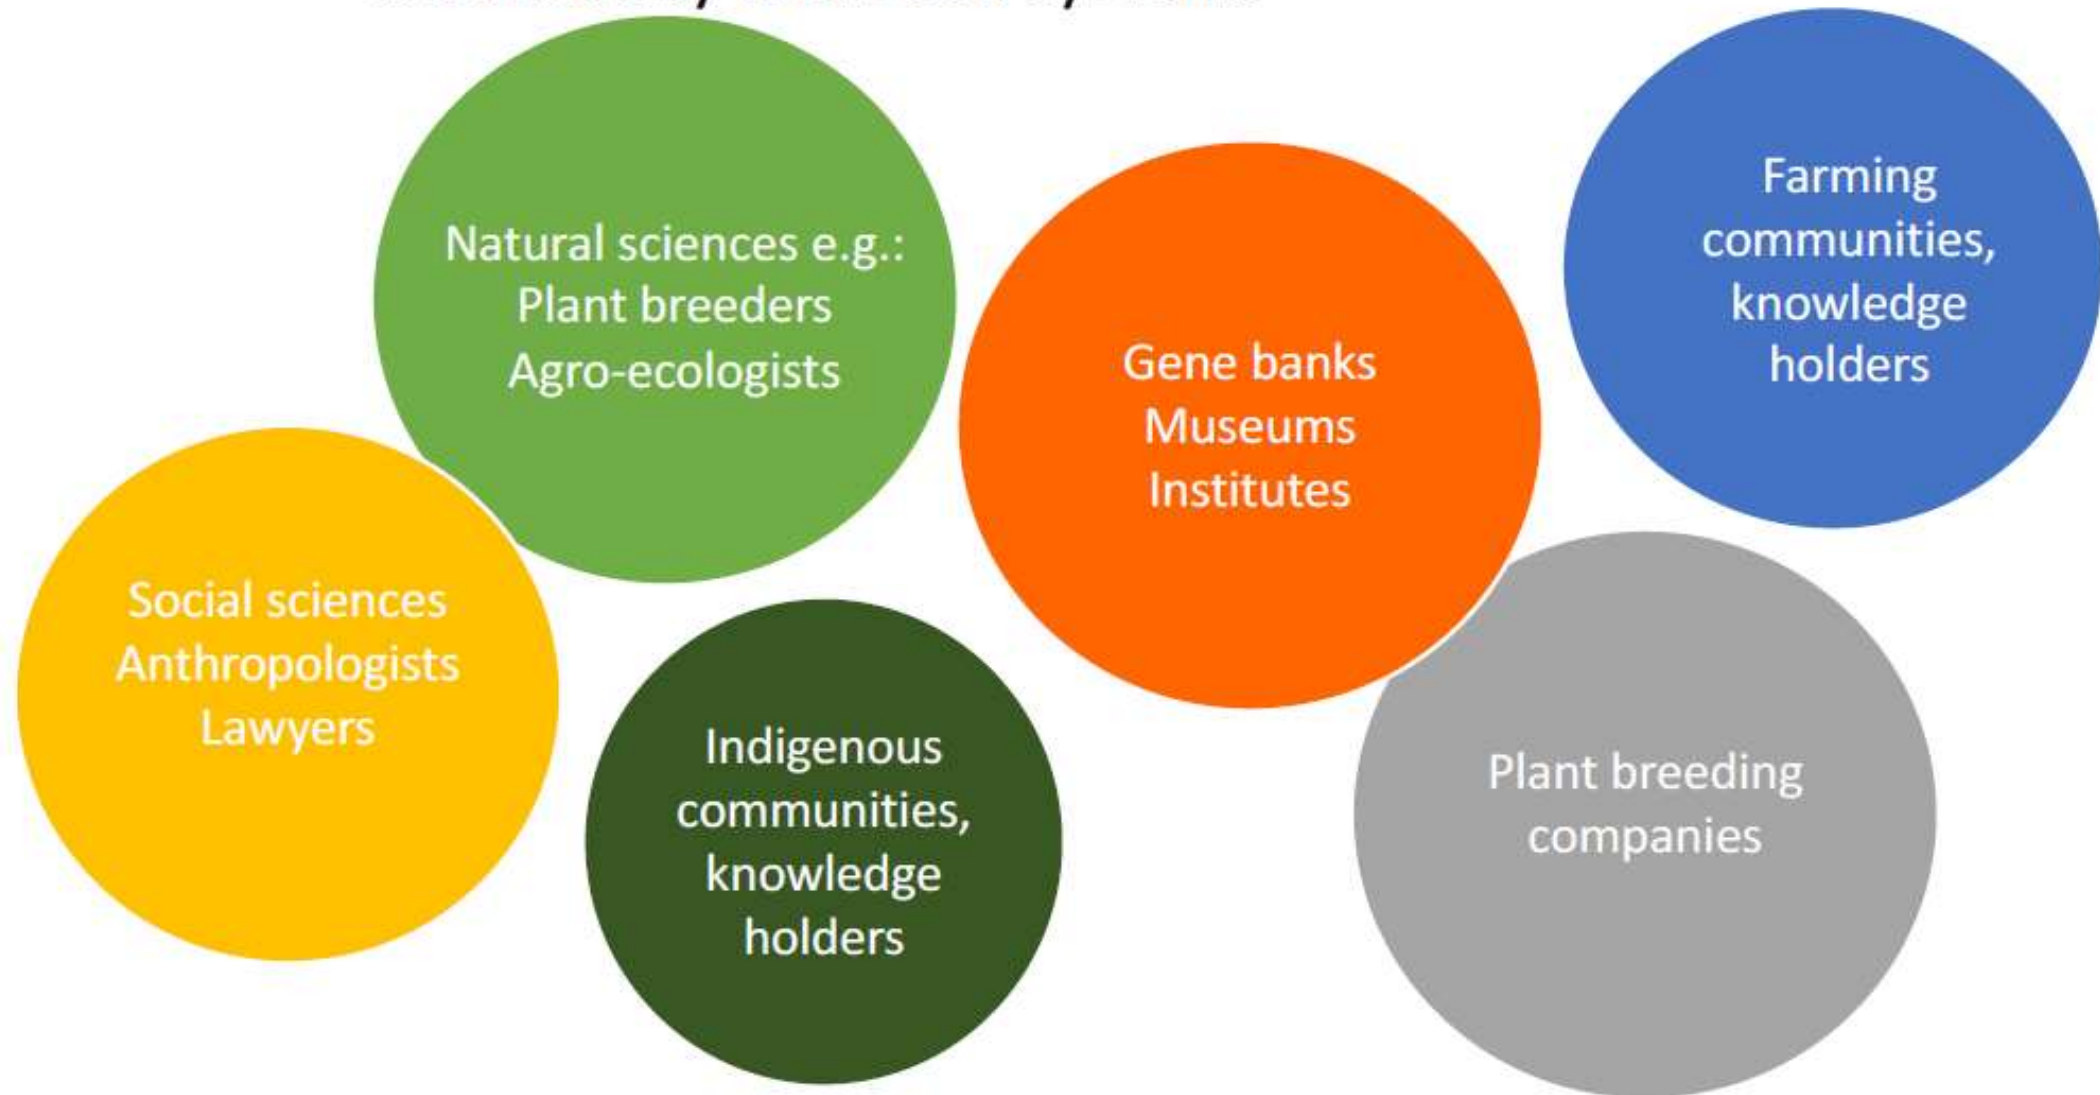 Natural sciences e.g.:
Plant breeders
Agro-ecologists
Gene banks
Museums
Institutes
Farming
communities,
knowledge
holders
Social sciences
Anthropologists
Lawyers
Indigenous
communities,
knowledge
holders
Plant breeding
companies